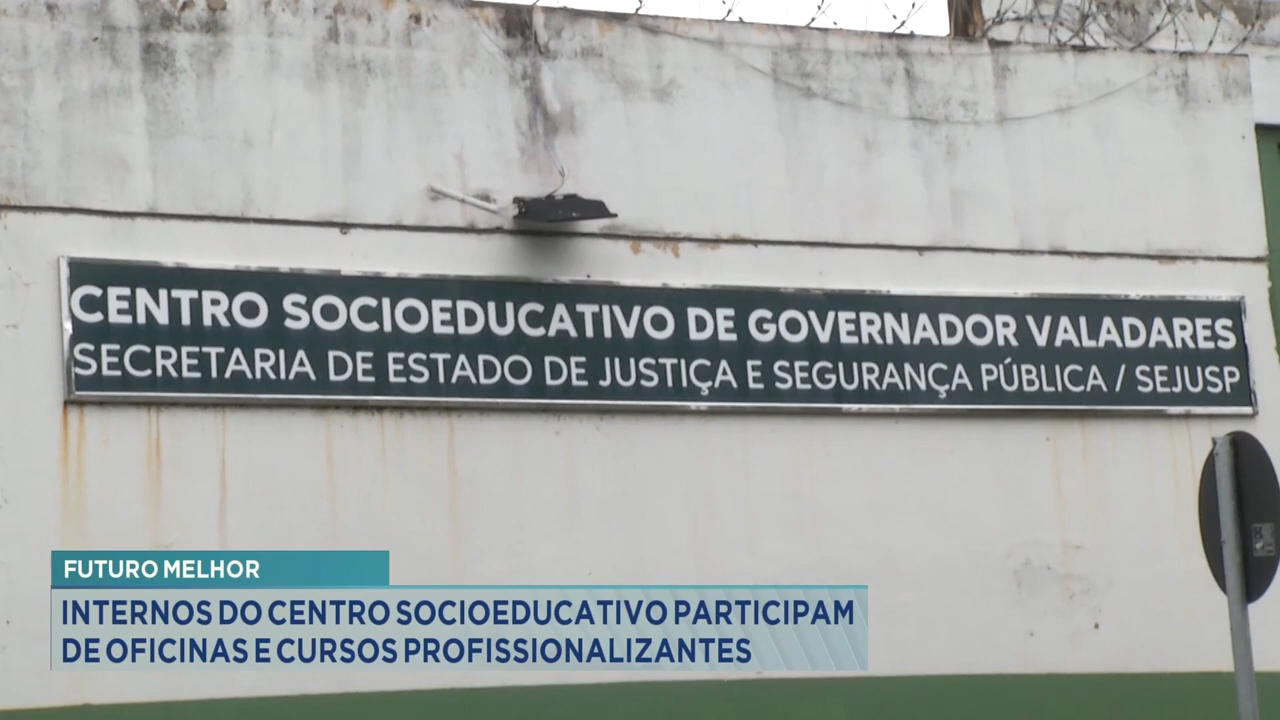 CENTRO SOCIOEDUCATIVO DE GOVERNADOR VALADARES
SECRETARIA DE ESTADO DE JUSTIÇA E SEGURANÇA PÚBLICA / SEJUSP
FUTURO MELHOR
INTERNOS DO CENTRO SOCIOEDUCATIVO PARTICIPAM
DE OFICINAS E CURSOS PROFISSIONALIZANTES